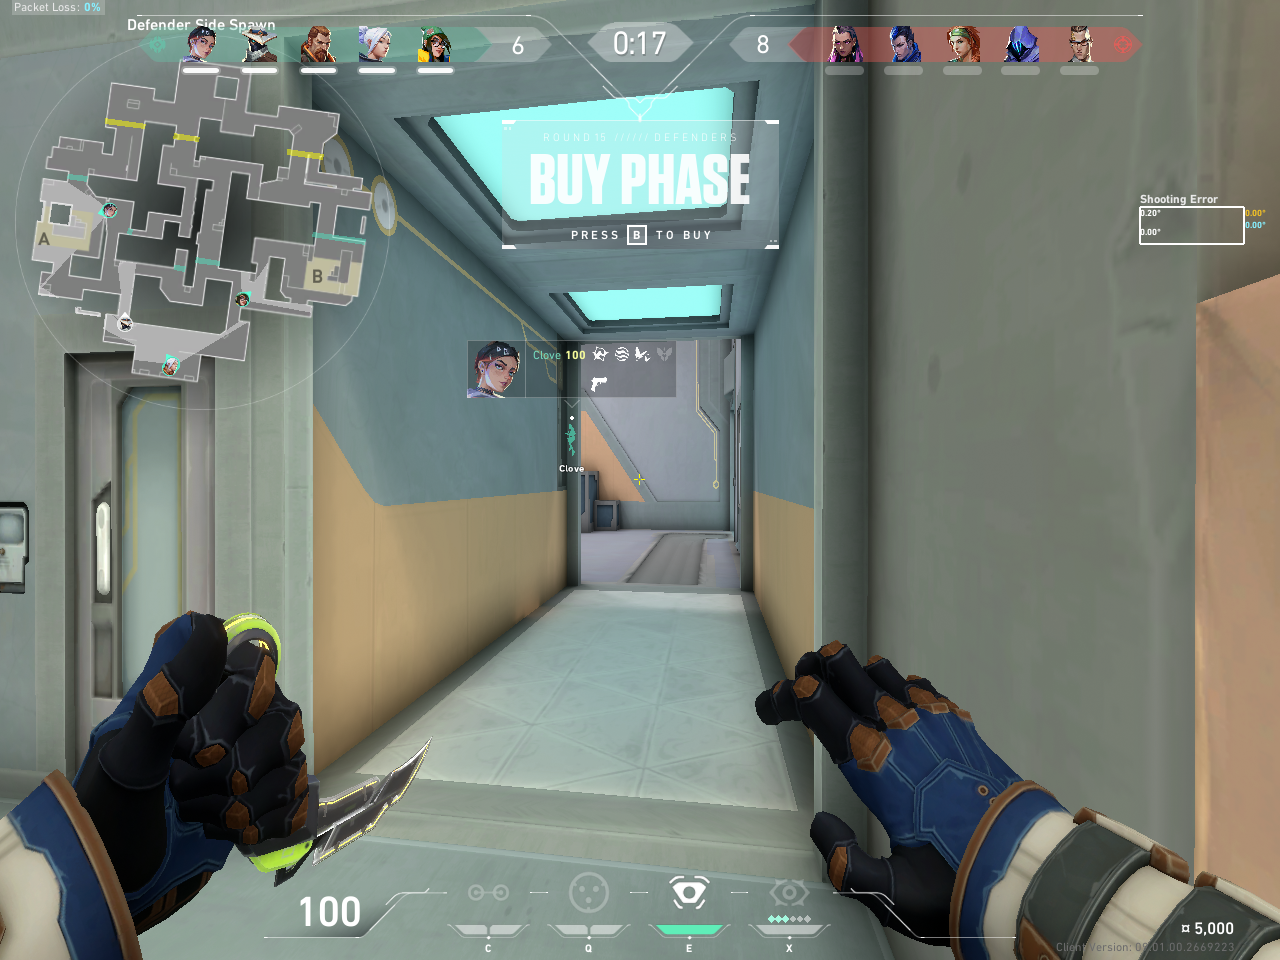 Packet Loss: 0%
Defender Side Spawn
6
0:17
8
ROUND 15 ////// DEFENDERS
BUY PHASE
PRESS B TO BUY
Shooting Error
0.20°
0.00°
0.00°
0.00°
A
B
Clove 100
Clove
100
C
Q
E
X
¤ 5,000